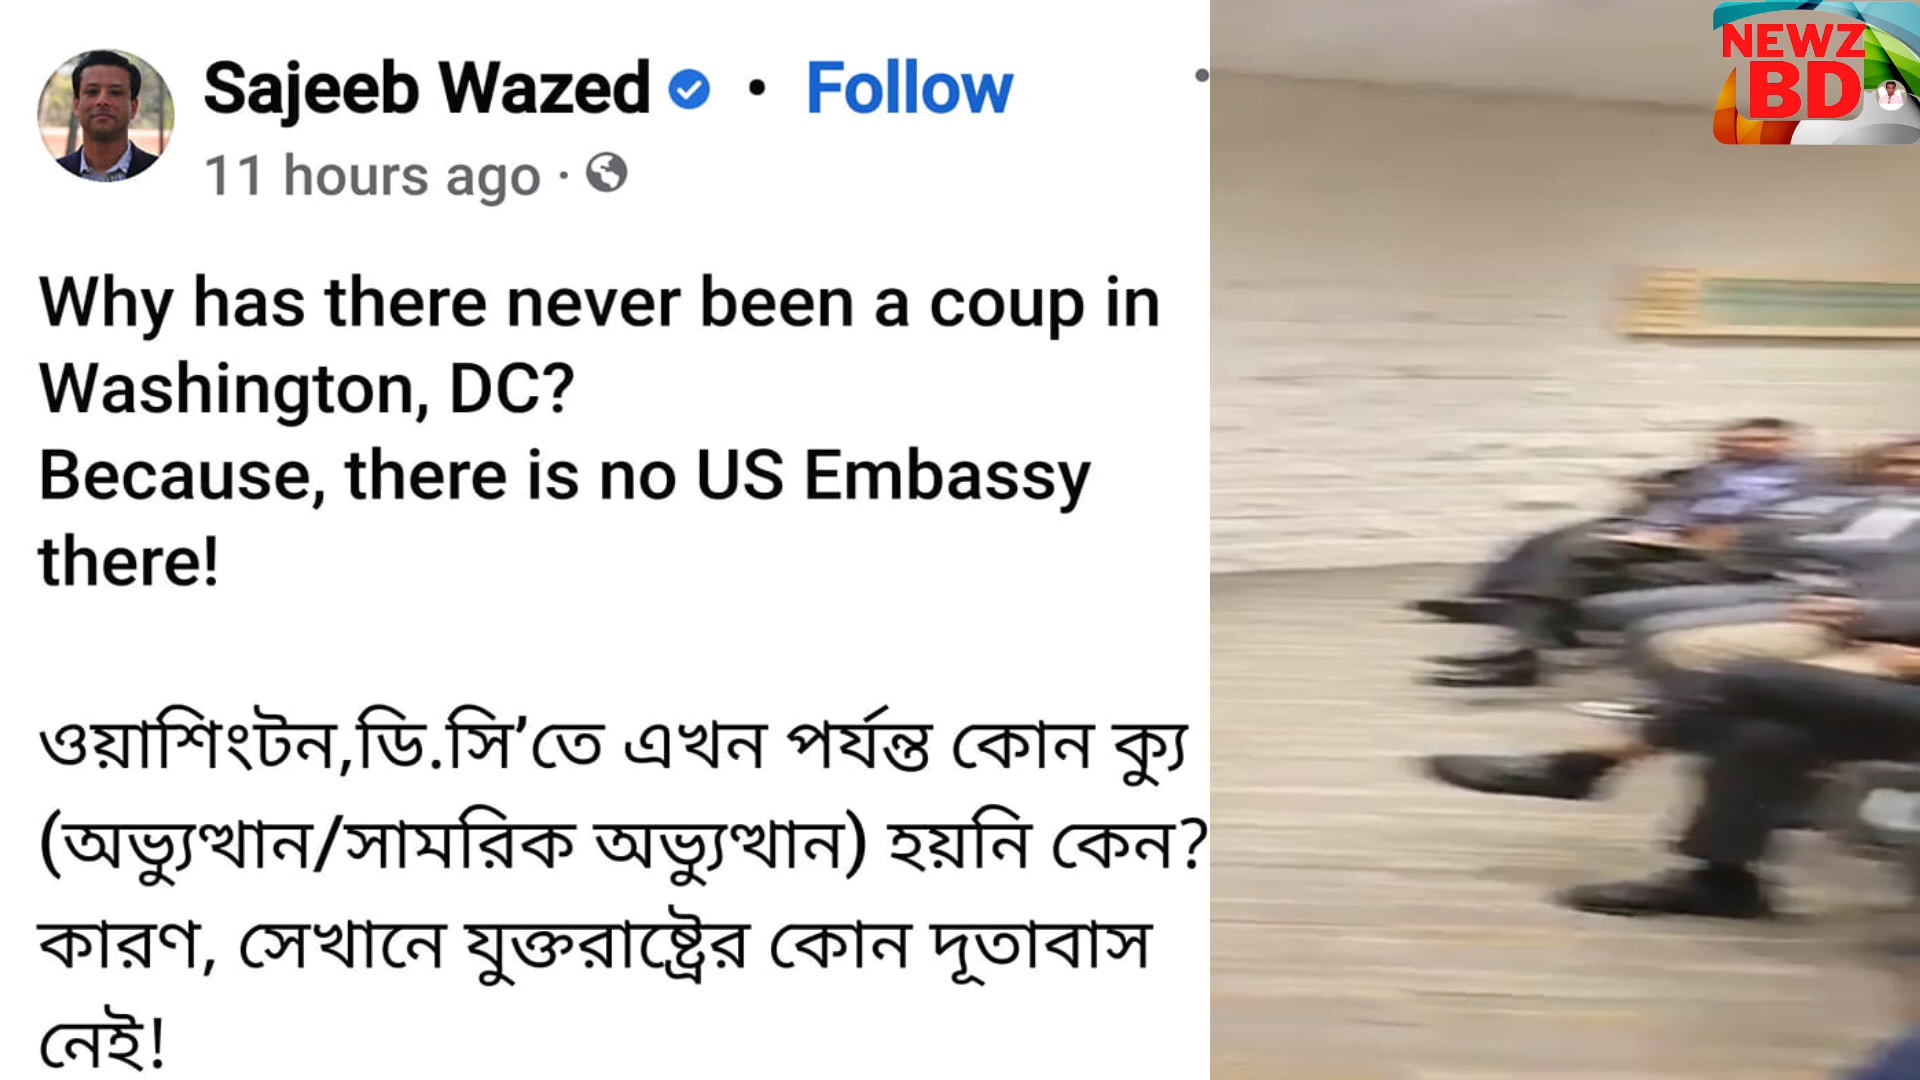 Sajeeb Wazed • Follow
11 hours ago ·
Why has there never been a coup in
Washington, DC?
Because, there is no US Embassy
there!
ওয়াশিংটন,ডি.সি’তে এখন পর্যন্ত কোন ক্যু
(অভ্যুত্থান/সামরিক অভ্যুত্থান) হয়নি কেন?
কারণ, সেখানে যুক্তরাষ্ট্রের কোন দূতাবাস
নেই!
NEWZ
BD